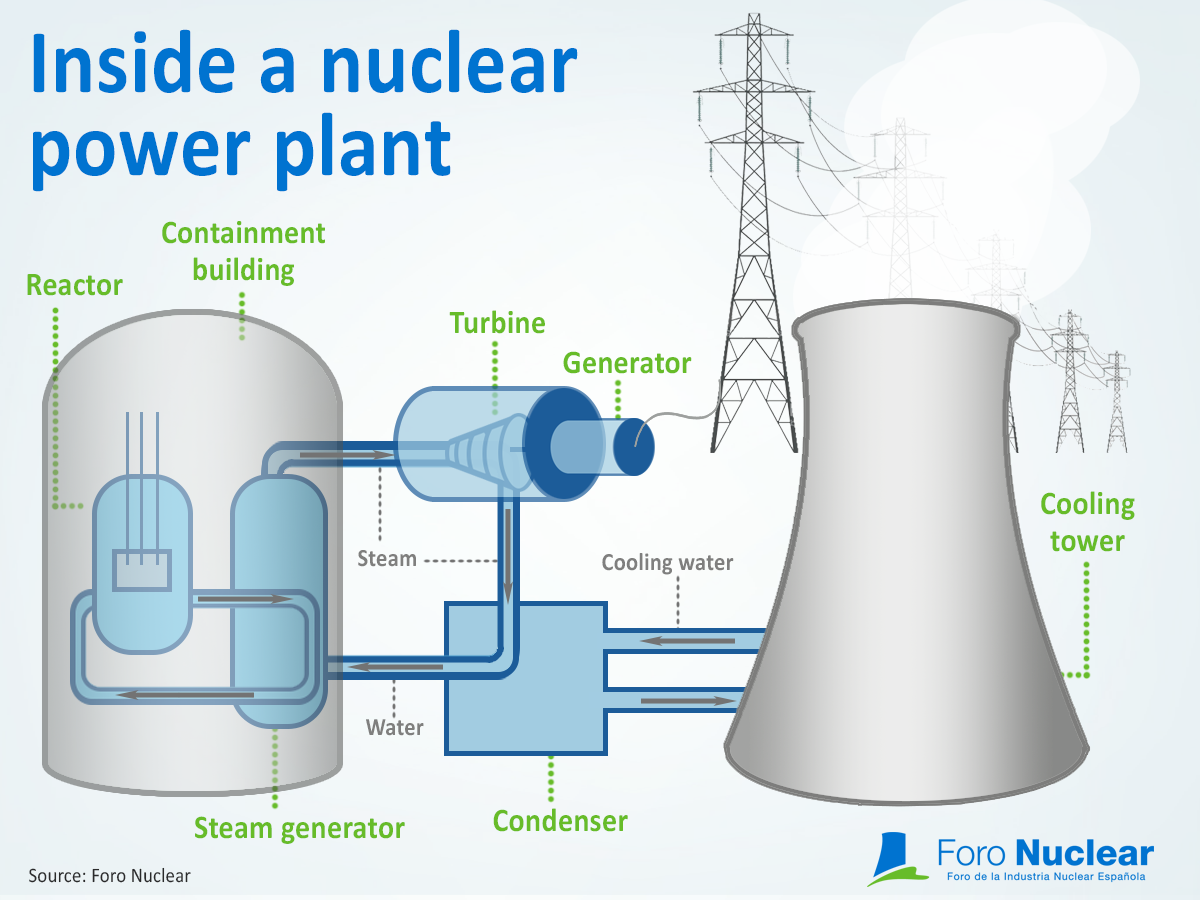 Inside a nuclear
power plant
Containment
building
Reactor
Turbine
Generator
Cooling
tower
Steam
Cooling water
Water
Steam generator
Condenser
Source: Foro Nuclear
Foro Nuclear
Foro de la Industria Nuclear Española